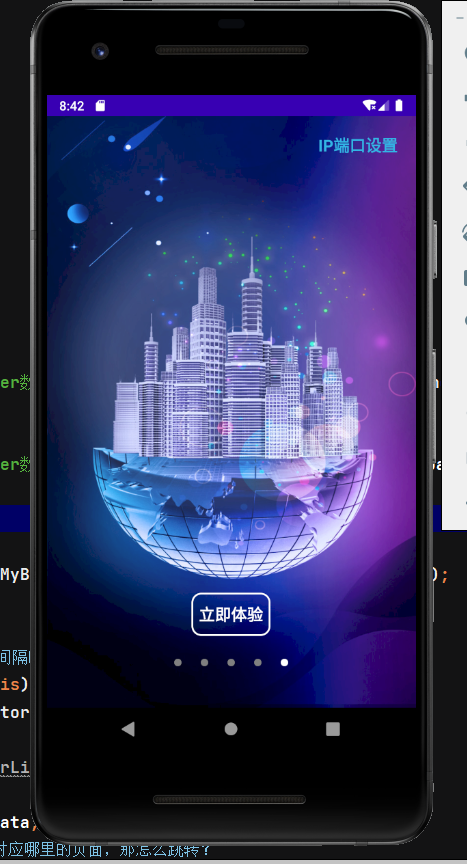 8:42
IP端口设置
er数
er数
MyB
);
间隔
is)
tor
rLi
立即体验
ata;
对应哪里的页面，那怎么跳转？